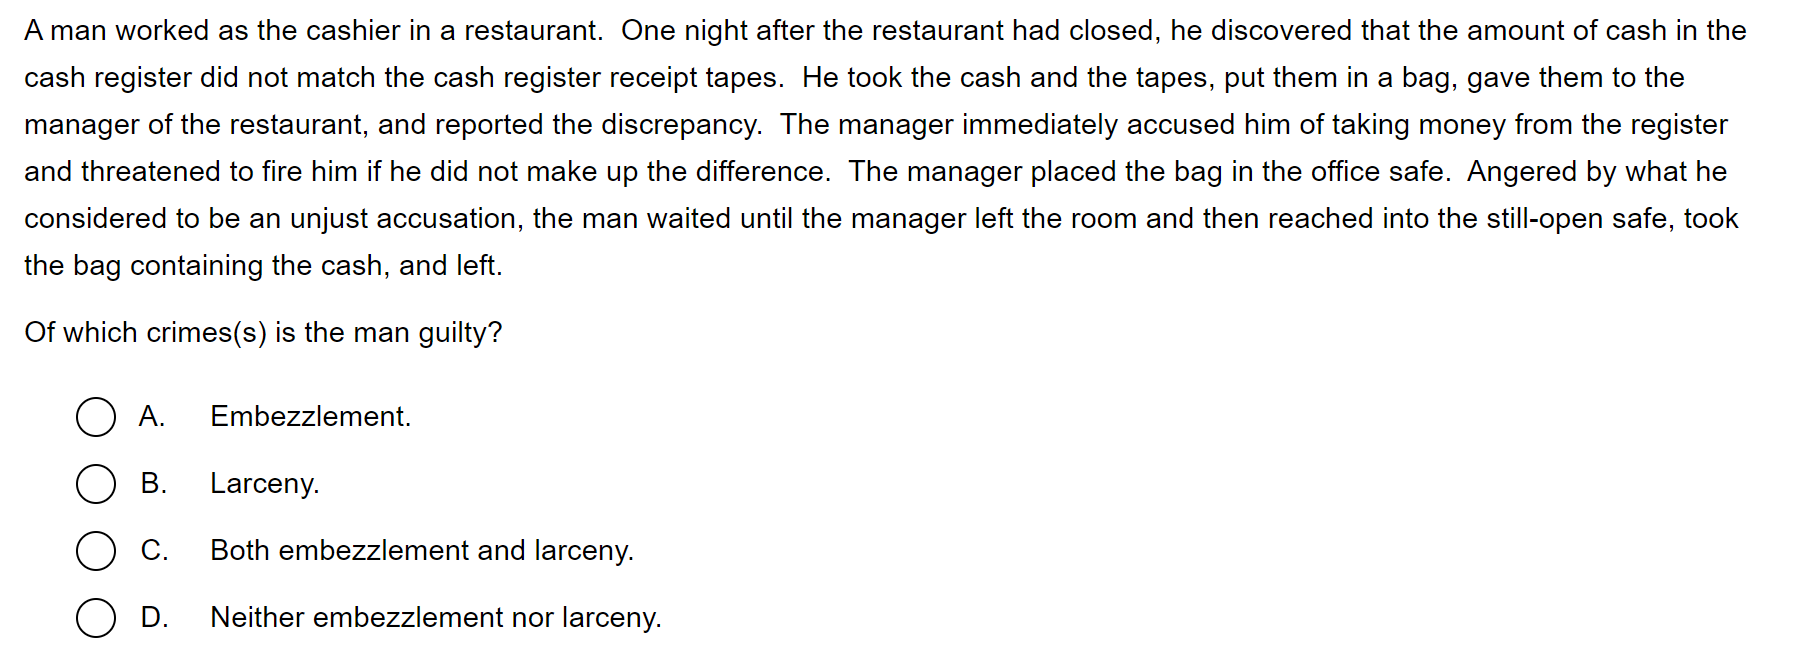 A man worked as the cashier in a restaurant.  One night after the restaurant had closed, he discovered that the amount of cash in the
cash register did not match the cash register receipt tapes.  He took the cash and the tapes, put them in a bag, gave them to the
manager of the restaurant, and reported the discrepancy.  The manager immediately accused him of taking money from the register
and threatened to fire him if he did not make up the difference.  The manager placed the bag in the office safe.  Angered by what he
considered to be an unjust accusation, the man waited until the manager left the room and then reached into the still-open safe, took
the bag containing the cash, and left.
Of which crimes(s) is the man guilty?
A. Embezzlement.
B. Larceny.
C. Both embezzlement and larceny.
D. Neither embezzlement nor larceny.